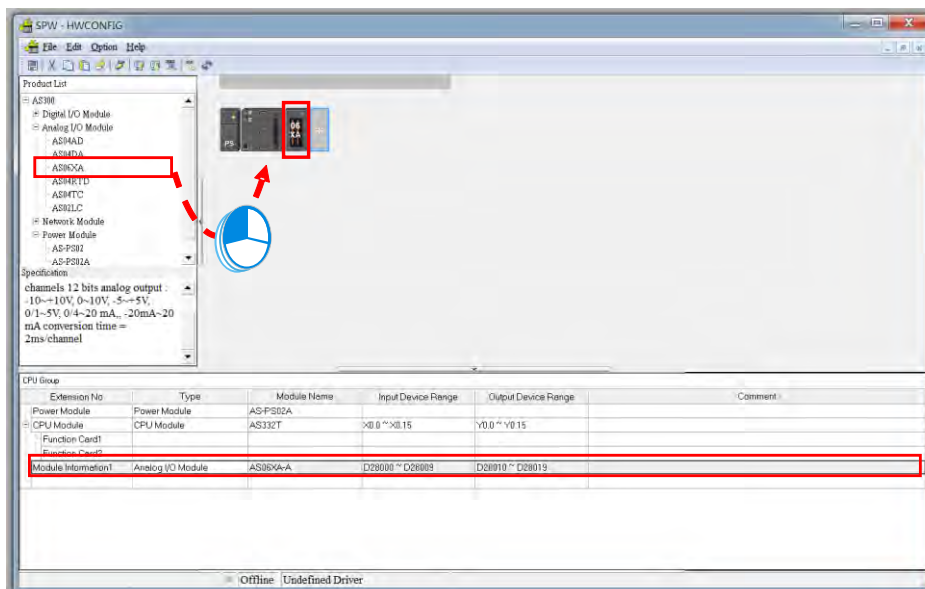 SPW - HWCONFIG
File Edit Option Help
Product List
AS300
Digital I/O Module
Analog I/O Module
AS04AD
AS04DA
AS06XA
AS04RTD
AS04TC
AS02LC
Network Module
Power Module
AS-PS02
AS-PS02A
PS
06
XA
Specification
channels 12 bits analog output :
-10~+10V, 0~10V, -5~+5V,
0/1~5V, 0/4~20 mA,, -20mA~20
mA conversion time =
2ms/channel
CPU Group
Extension No Type Module Name Input Device Range Output Device Range Comment
Power Module Power Module AS-PS02A
CPU Module CPU Module AS332T X0.0 ~ X0.15 Y0.0 ~ Y0.15
Function Card1
Function Card2
Module Information1 Analog I/O Module AS06XA-A D28000 ~ D28009 D28010 ~ D28019
Offline Undefined Driver